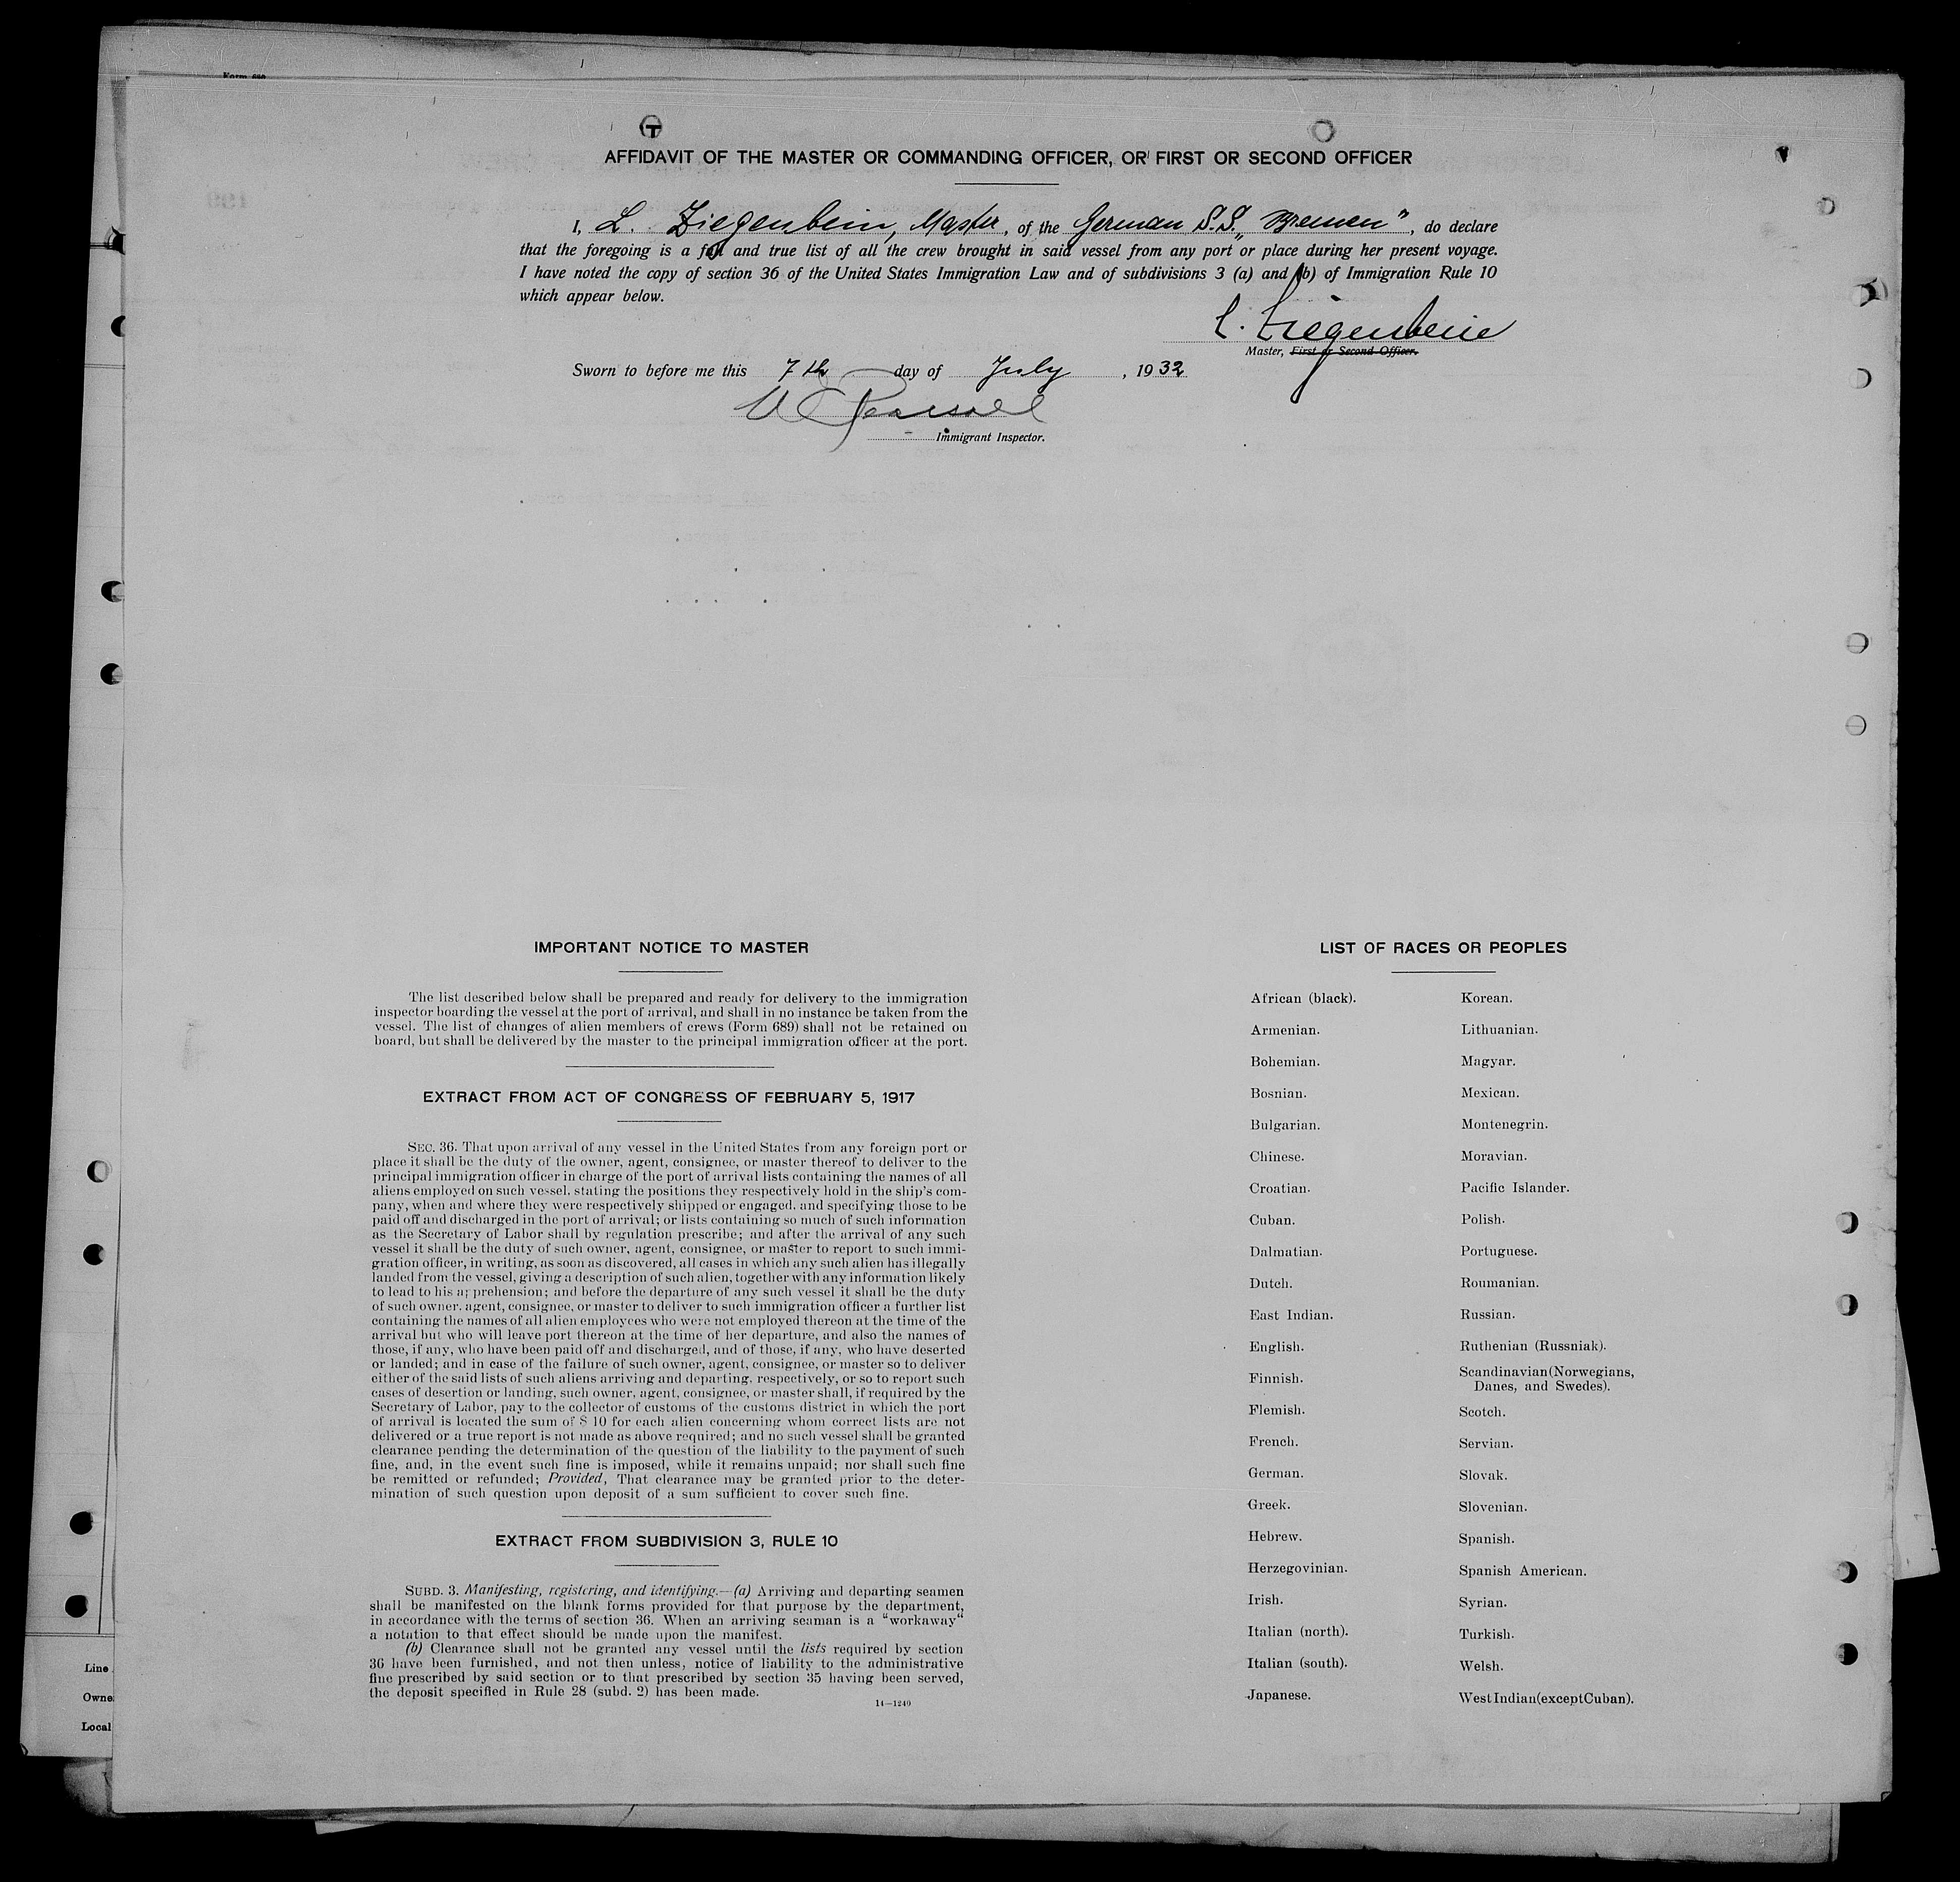 Form 689
T
AFFIDAVIT OF THE MASTER OR COMMANDING OFFICER, OR FIRST OR SECOND OFFICER
I, L. Ziegenbein, Master, of the German S.S. „Bremen", do declare
that the foregoing is a full and true list of all the crew brought in said vessel from any port or place during her present voyage.
I have noted the copy of section 36 of the United States Immigration Law and of subdivisions 3 (a) and (b) of Immigration Rule 10
which appear below.
L. Ziegenbein
Master, First or Second Officer.
Sworn to before me this 7th day of July, 1932
Immigrant Inspector.
IMPORTANT NOTICE TO MASTER
The list described below shall be prepared and ready for delivery to the immigration
inspector boarding the vessel at the port of arrival, and shall in no instance be taken from the
vessel. The list of changes of alien members of crews (Form 689) shall not be retained on
board, but shall be delivered by the master to the principal immigration officer at the port.
EXTRACT FROM ACT OF CONGRESS OF FEBRUARY 5, 1917
SEC. 36. That upon arrival of any vessel in the United States from any foreign port or
place it shall be the duty of the owner, agent, consignee, or master thereof to deliver to the
principal immigration officer in charge of the port of arrival lists containing the names of all
aliens employed on such vessel, stating the positions they respectively hold in the ship's com-
pany, when and where they were respectively shipped or engaged, and specifying those to be
paid off and discharged in the port of arrival; or lists containing so much of such information
as the Secretary of Labor shall by regulation prescribe; and after the arrival of any such
vessel it shall be the duty of such owner, agent, consignee, or master to report to such immi-
gration officer, in writing, as soon as discovered, all cases in which any such alien has illegally
landed from the vessel, giving a description of such alien, together with any information likely
to lead to his apprehension; and before the departure of any such vessel it shall be the duty
of such owner, agent, consignee, or master to deliver to such immigration officer a further list
containing the names of all alien employees who were not employed thereon at the time of the
arrival but who will leave port thereon at the time of her departure, and also the names of
those, if any, who have been paid off and discharged, and of those, if any, who have deserted
or landed; and in case of the failure of such owner, agent, consignee, or master so to deliver
either of the said lists of such aliens arriving and departing, respectively, or so to report such
cases of desertion or landing, such owner, agent, consignee, or master shall, if required by the
Secretary of Labor, pay to the collector of customs of the customs district in which the port
of arrival is located the sum of $ 10 for each alien concerning whom correct lists are not
delivered or a true report is not made as above required; and no such vessel shall be granted
clearance pending the determination of the question of the liability to the payment of such
fine, and, in the event such fine is imposed, while it remains unpaid; nor shall such fine
be remitted or refunded; Provided, That clearance may be granted prior to the deter-
mination of such question upon deposit of a sum sufficient to cover such fine.
EXTRACT FROM SUBDIVISION 3, RULE 10
SUBD. 3. Manifesting, registering, and identifying.—(a) Arriving and departing seamen
shall be manifested on the blank forms provided for that purpose by the department,
in accordance with the terms of section 36. When an arriving seaman is a "workaway"
a notation to that effect should be made upon the manifest.
(b) Clearance shall not be granted any vessel until the lists required by section
36 have been furnished, and not then unless, notice of liability to the administrative
fine prescribed by said section or to that prescribed by section 35 having been served,
the deposit specified in Rule 28 (subd. 2) has been made.
14—1240
LIST OF RACES OR PEOPLES
African (black).
Armenian.
Bohemian.
Bosnian.
Bulgarian.
Chinese.
Croatian.
Cuban.
Dalmatian.
Dutch.
East Indian.
English.
Finnish.
Flemish.
French.
German.
Greek.
Hebrew.
Herzegovinian.
Irish.
Italian (north).
Italian (south).
Japanese.
Korean.
Lithuanian.
Magyar.
Mexican.
Montenegrin.
Moravian.
Pacific Islander.
Polish.
Portuguese.
Roumanian.
Russian.
Ruthenian (Russniak).
Scandinavian(Norwegians,
Danes, and Swedes).
Scotch.
Servian.
Slovak.
Slovenian.
Spanish.
Spanish American.
Syrian.
Turkish.
Welsh.
West Indian(except Cuban).
Line
Owne
Local